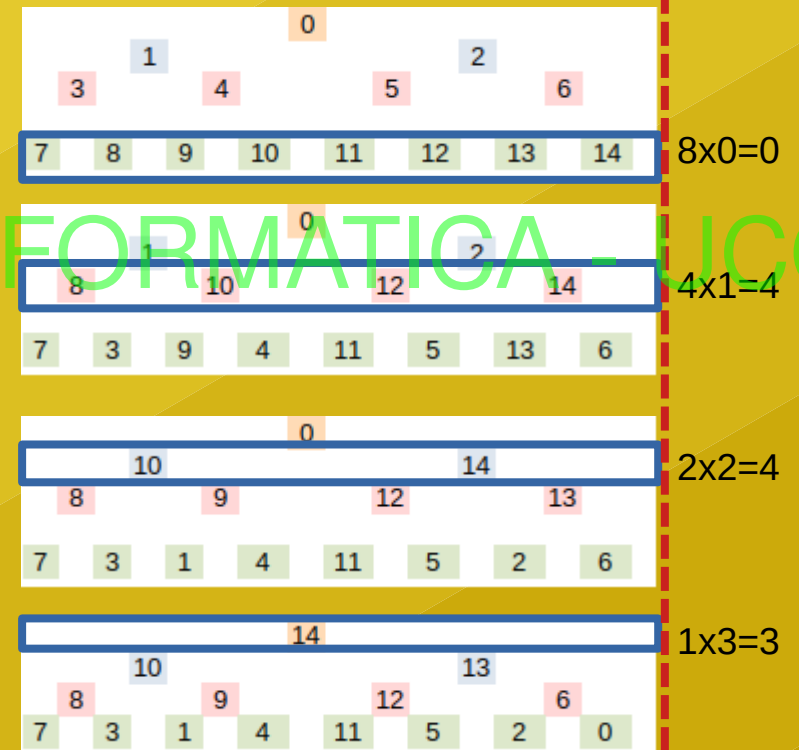 0
1 2
3 4 5 6
7 8 9 10 11 12 13 14 8x0=0
0
FORMATICA - UCO
1 2
8 10 12 14 4x1=4
7 3 9 4 11 5 13 6
0
10 14 2x2=4
8 9 12 13
7 3 1 4 11 5 2 6
14 1x3=3
10 13
8 9 12 6
7 3 1 4 11 5 2 0